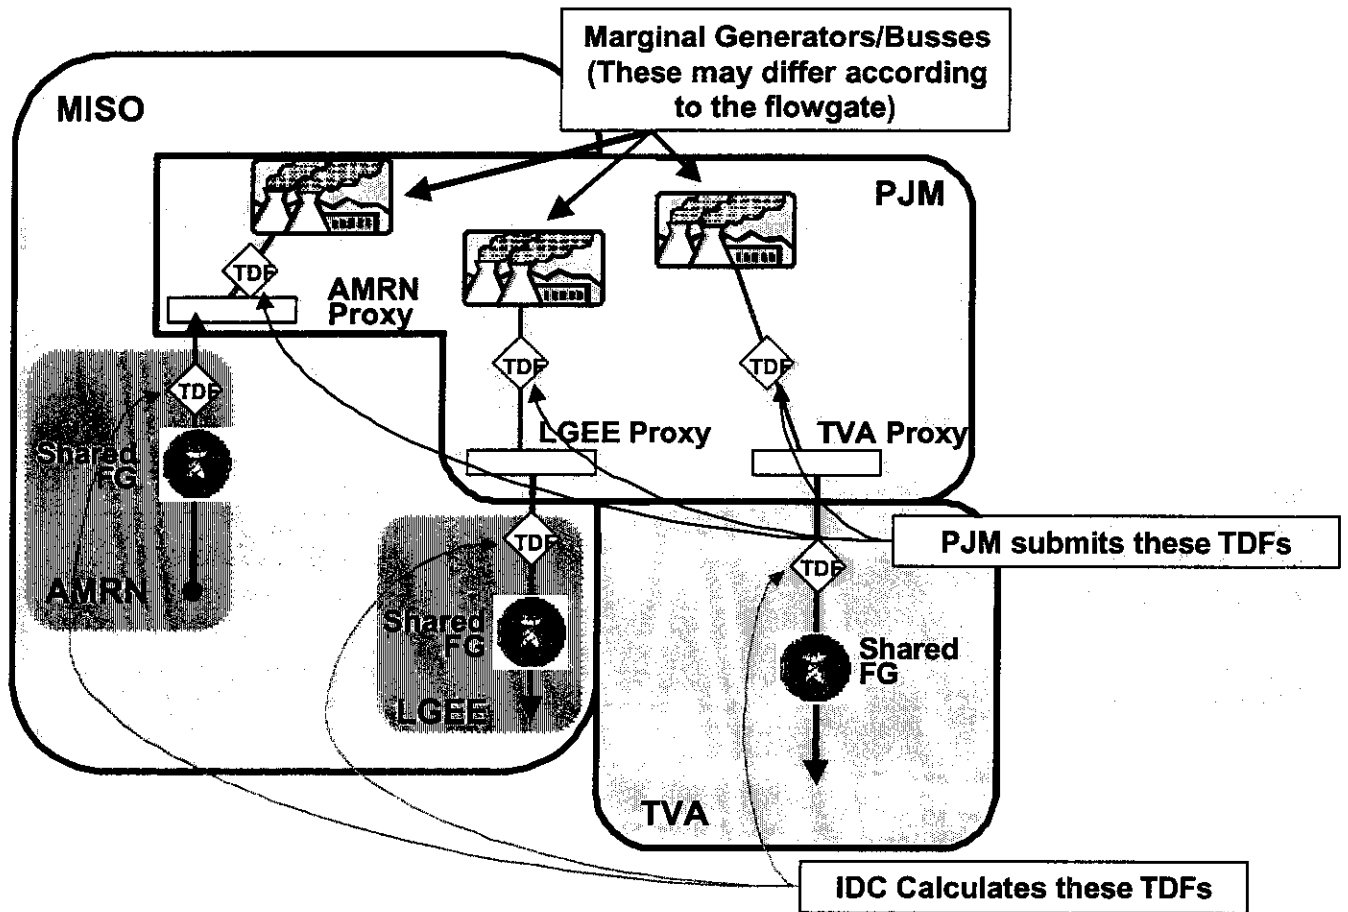 Marginal Generators/Busses
(These may differ according
to the flowgate)
MISO
PJM
TDF
AMRN
Proxy
TDF
TDF
TDF
LGEE Proxy
TVA Proxy
Shared
FG
TDF
PJM submits these TDFs
TDF
AMRN
Shared
FG
Shared
FG
LGEE
TVA
IDC Calculates these TDFs